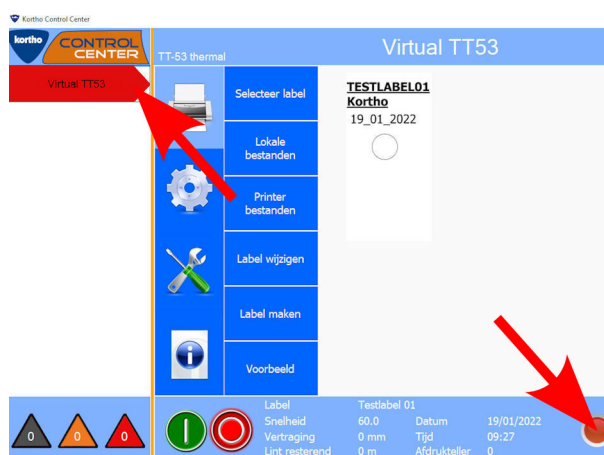 Kortho Control Center
kortho
CONTROL
CENTER
TT-53 thermal
Virtual TT53
Virtual TT53
Selecteer label
Lokale
bestanden
Printer
bestanden
Label wijzigen
Label maken
Voorbeeld
TESTLABEL01
Kortho
19_01_2022
0
0
0
Label
Testlabel 01
Snelheid
60.0
Datum
19/01/2022
Vertraging
0 mm
Tijd
09:27
Lint resterend
0 m
Afdrukteller
0